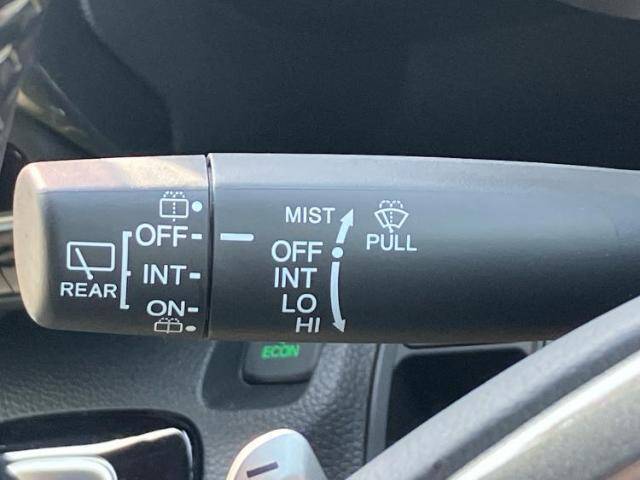 REAR
OFF
INT
ON
MIST
OFF
INT
LO
HI
PULL
ECON